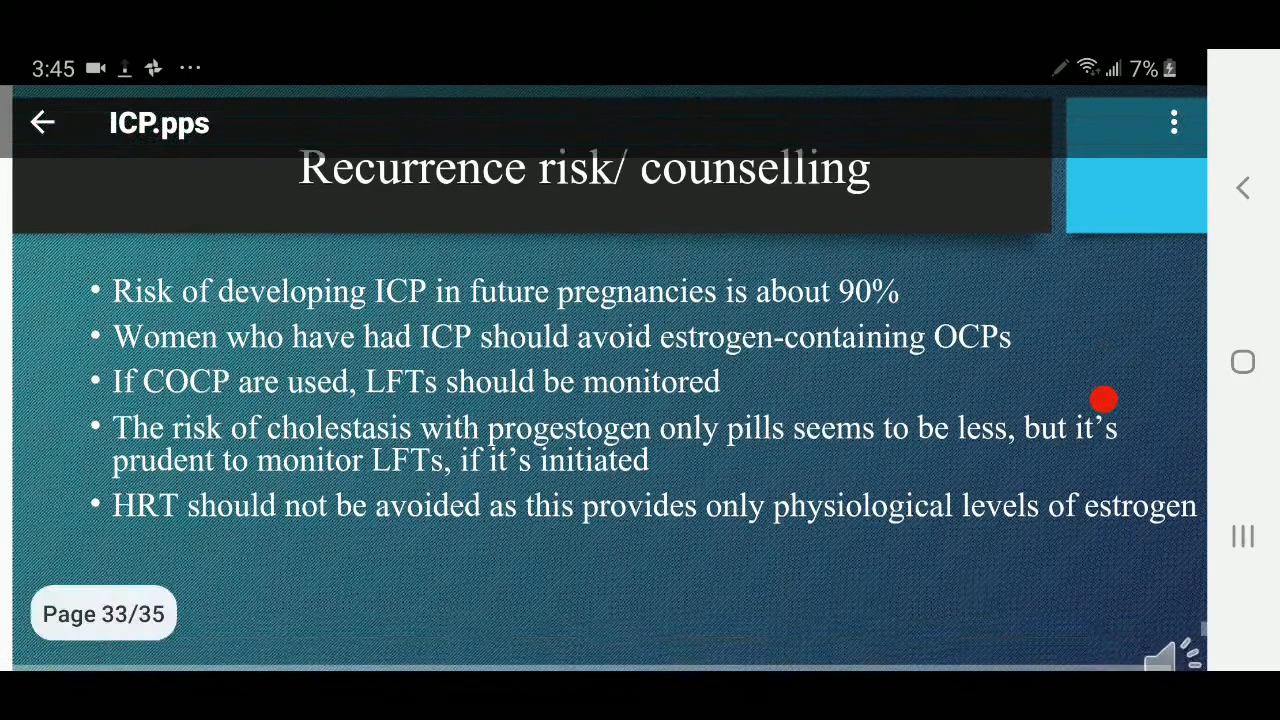 3:45 ... 7%
ICP.pps
Recurrence risk/ counselling
• Risk of developing ICP in future pregnancies is about 90%
• Women who have had ICP should avoid estrogen-containing OCPs
• If COCP are used, LFTs should be monitored
• The risk of cholestasis with progestogen only pills seems to be less, but it’s
prudent to monitor LFTs, if it’s initiated
• HRT should not be avoided as this provides only physiological levels of estrogen
Page 33/35